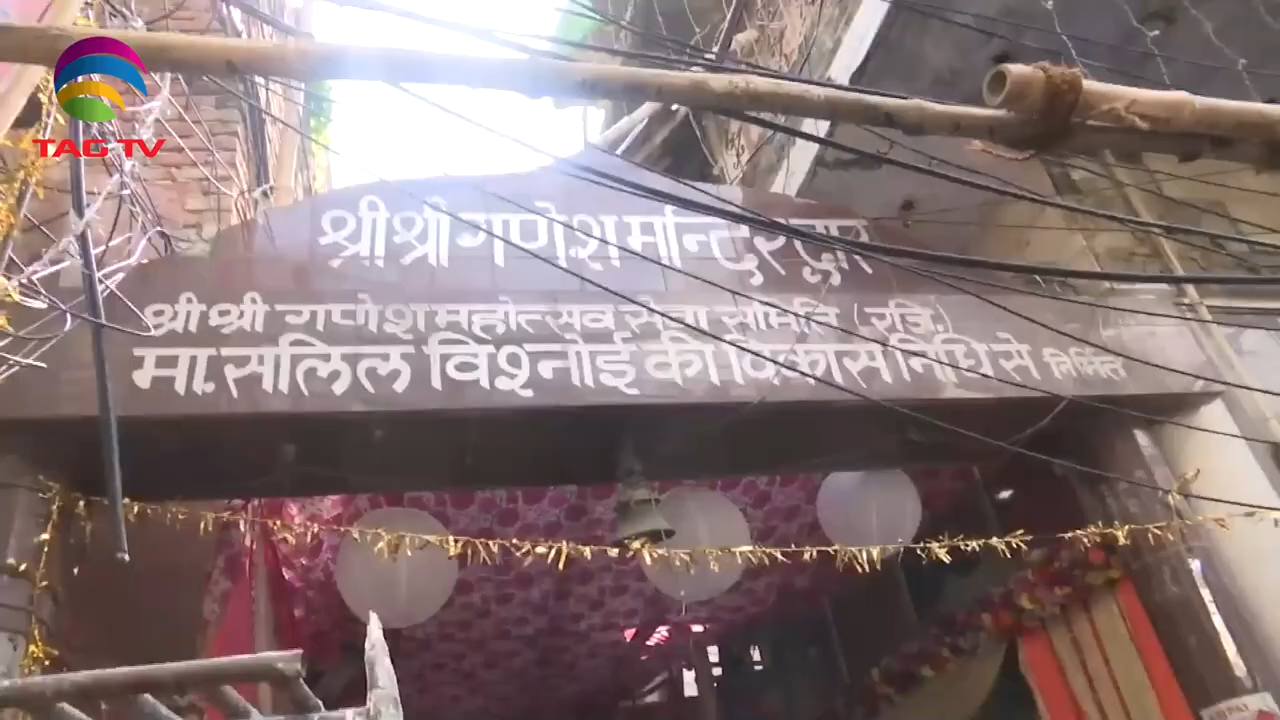 TAG TV
श्री श्री गणेश मन्दिर द्वार
श्री श्री गणेश महोत्सव सेवा समिति (रजि.)
मा. सलिल विश्नोई की विकास निधि से निर्मित